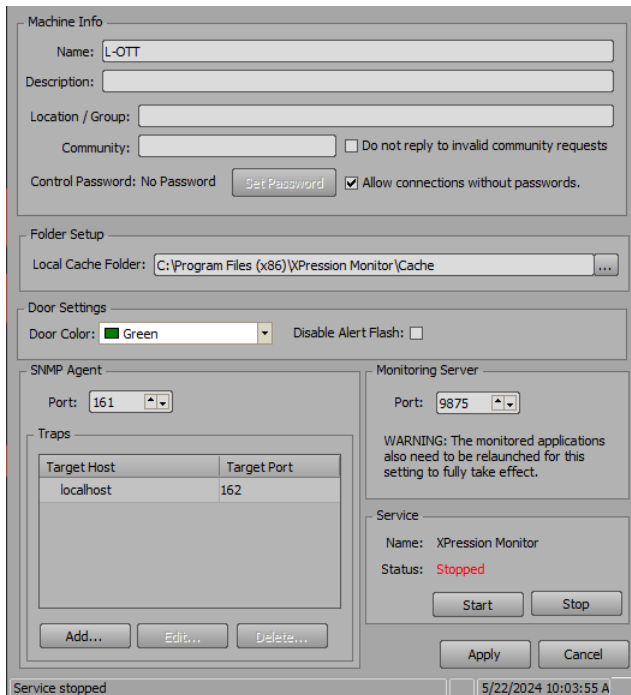 Machine Info
Name: L-OTT
Description:
Location / Group:
Community: Do not reply to invalid community requests
Control Password: No Password Set Password Allow connections without passwords.
Folder Setup
Local Cache Folder: C:\Program Files (x86)\XPression Monitor\Cache ...
Door Settings
Door Color: Green Disable Alert Flash:
SNMP Agent
Port: 161
Traps
Target Host Target Port
localhost 162
Add... Edit... Delete...
Monitoring Server
Port: 9875
WARNING: The monitored applications
also need to be relaunched for this
setting to fully take effect.
Service
Name: XPression Monitor
Status: Stopped
Start Stop
Apply Cancel
Service stopped 5/22/2024 10:03:55 A